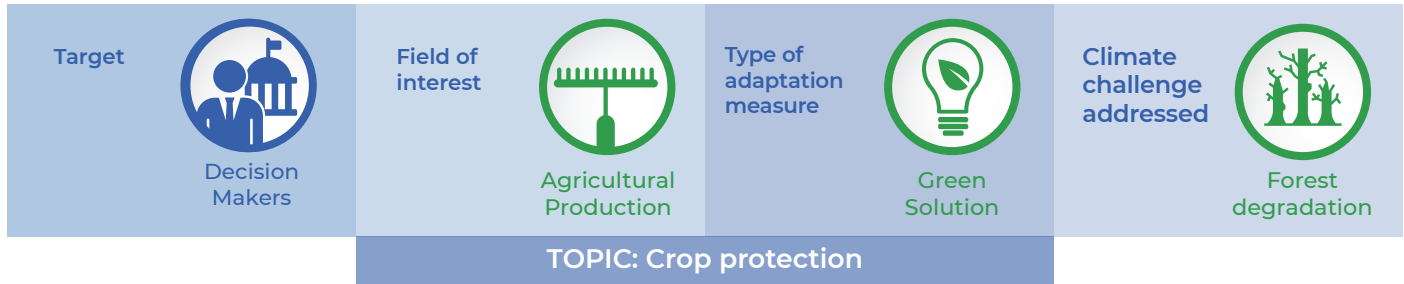 Target
Decision
Makers
Field of
interest
Agricultural
Production
Type of
adaptation
measure
Green
Solution
Climate
challenge
addressed
Forest
degradation
TOPIC: Crop protection